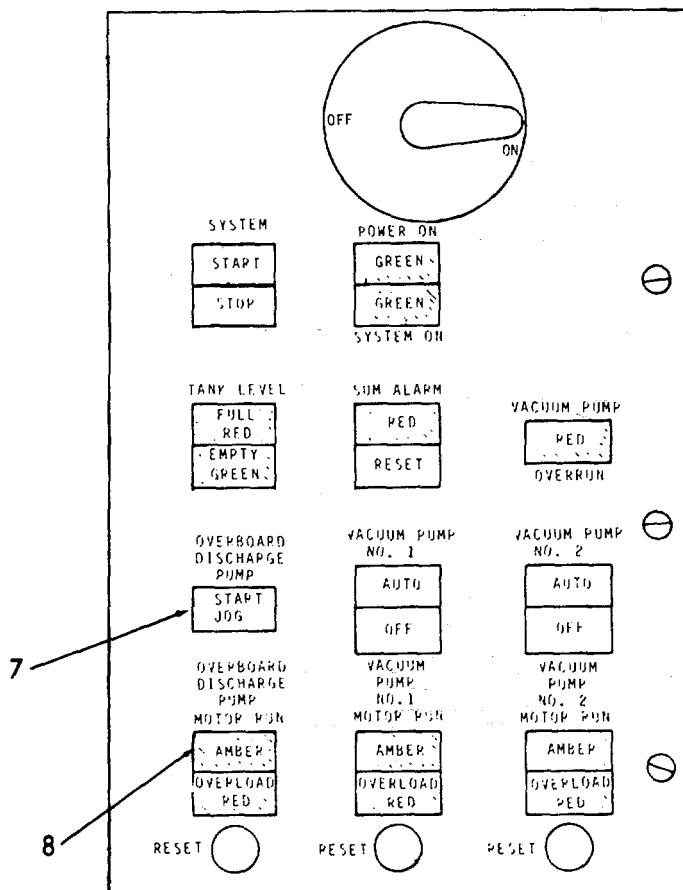 OFF
ON
SYSTEM
START
STOP
POWER ON
GREEN
GREEN
SYSTEM ON
TANK LEVEL
FULL
RED
EMPTY
GREEN
SUM ALARM
RED
RESET
VACUUM PUMP
RED
OVERRUN
OVERBOARD
DISCHARGE
PUMP
START
JOG
7
VACUUM PUMP
NO. 1
AUTO
OFF
VACUUM PUMP
NO. 2
AUTO
OFF
OVERBOARD
DISCHARGE
PUMP
MOTOR RUN
AMBER
OVERLOAD
RED
8
RESET
VACUUM
PUMP
NO.1
MOTOR RUN
AMBER
OVERLOAD
RED
RESET
VACUUM
PUMP
NO. 2
MOTOR RUN
AMBER
OVERLOAD
RED
RESET